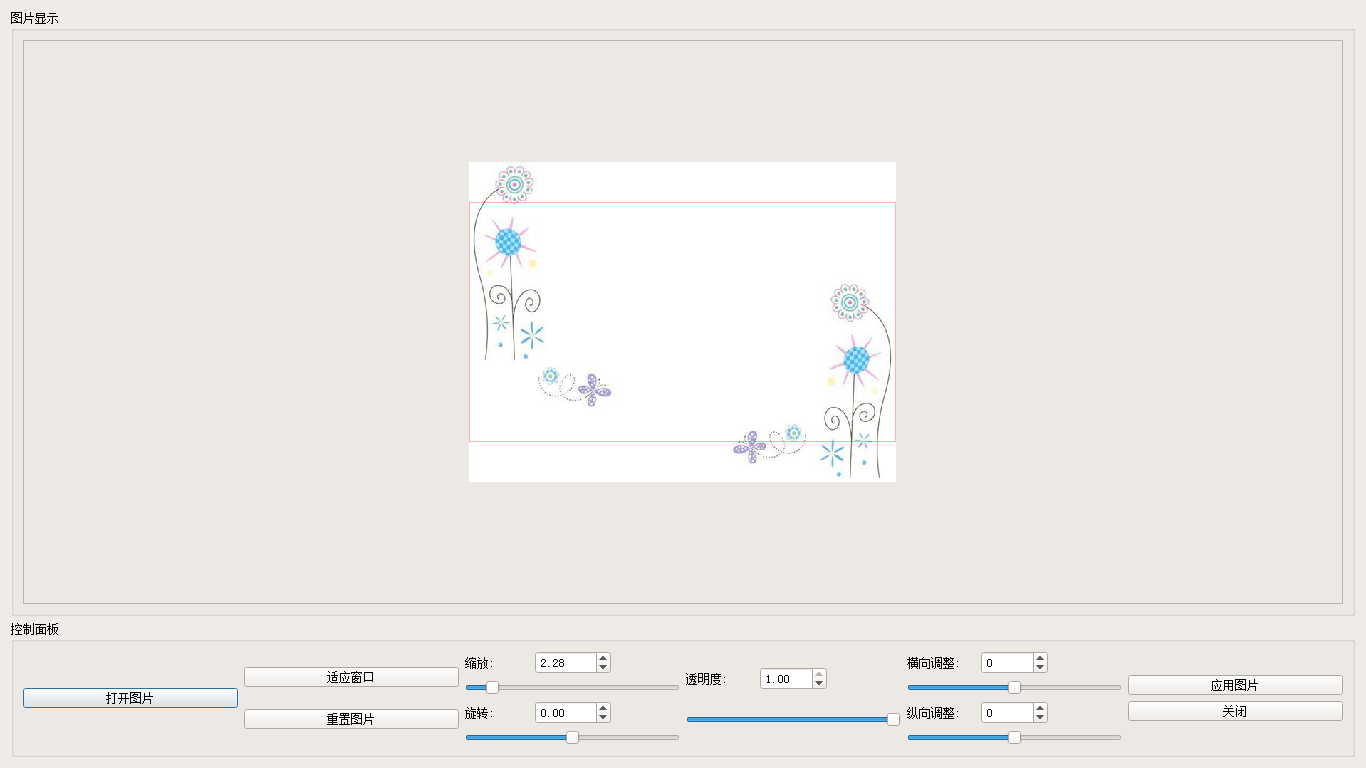 图片显示
控制面板
打开图片
适应窗口
重置图片
缩放:
2.28
旋转:
0.00
透明度:
1.00
横向调整:
0
纵向调整:
0
应用图片
关闭